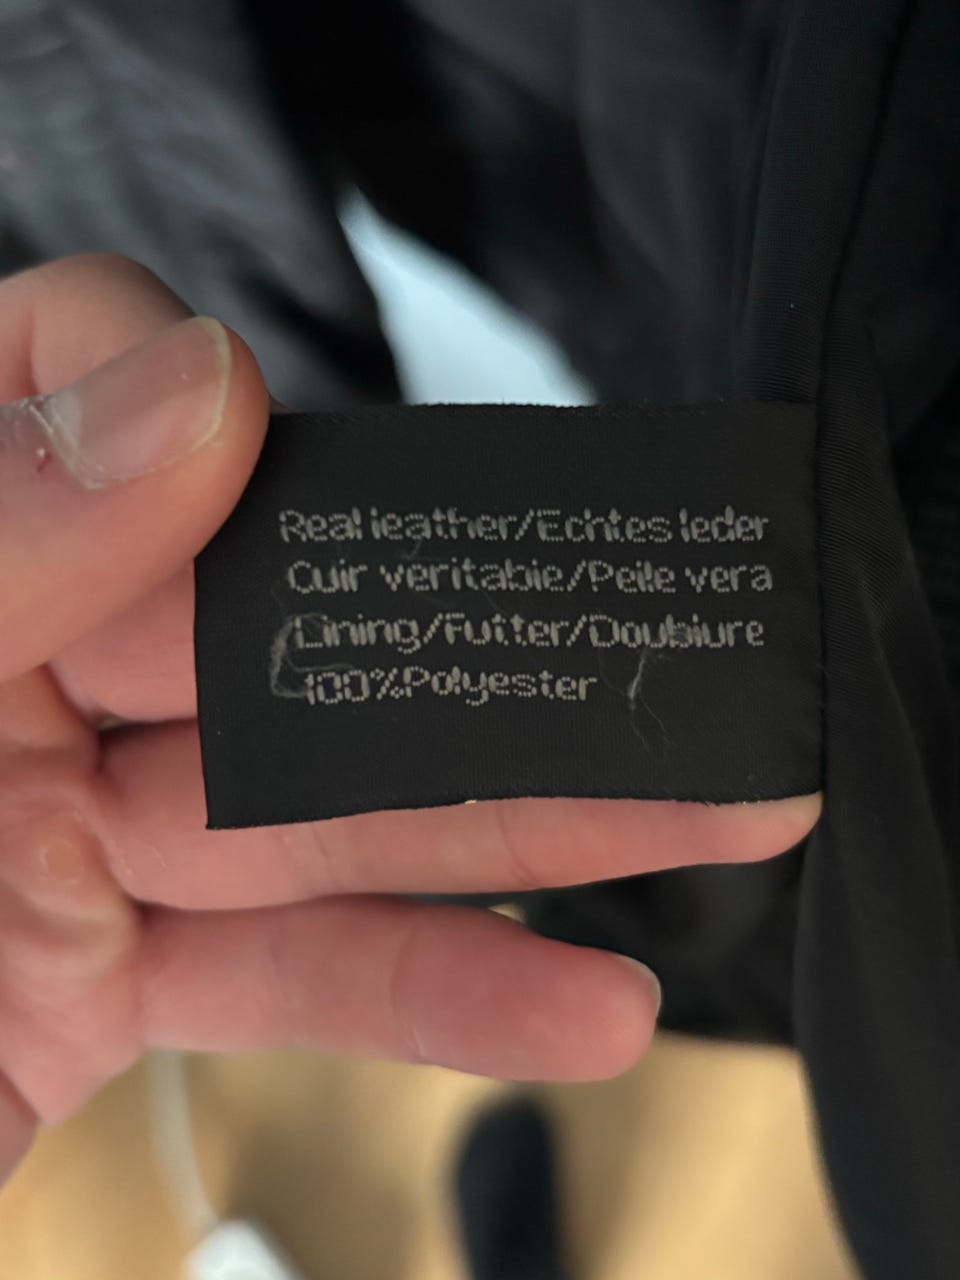 Real leather/Echtes leder
Cuir veritable/Pelle vera
Lining/Futter/Doublure
100%Polyester